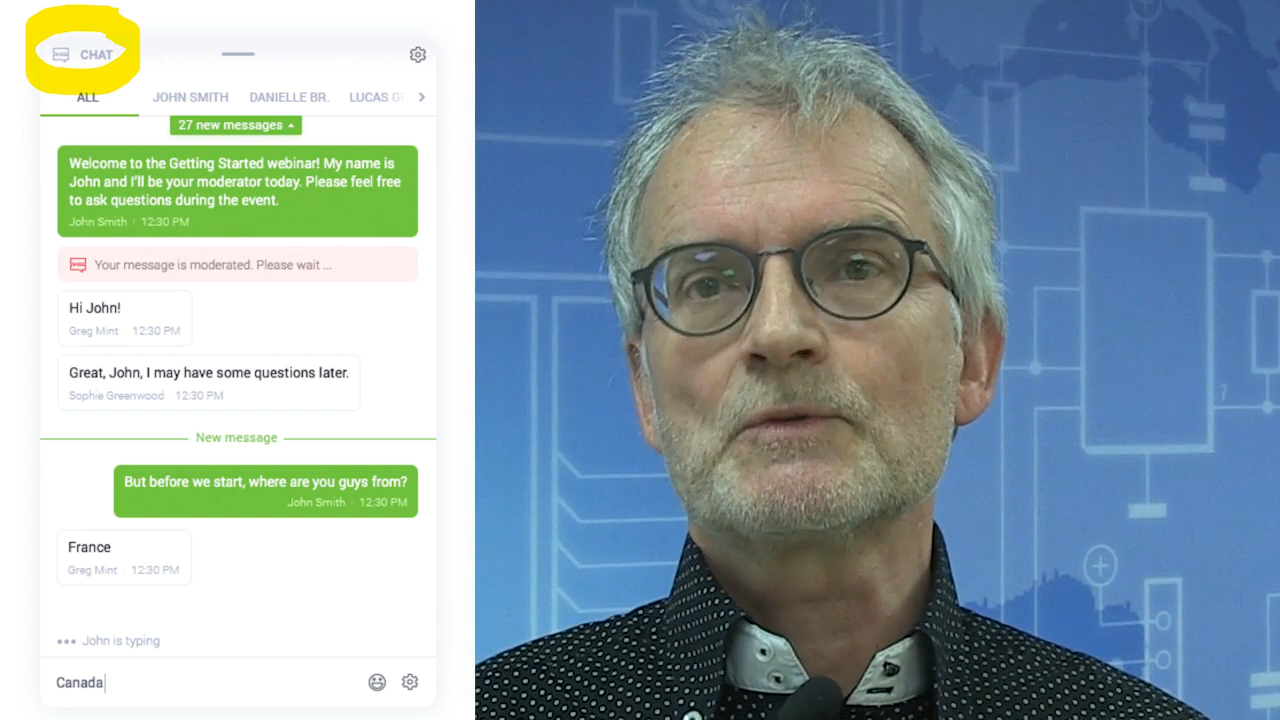 CHAT
ALL JOHN SMITH DANIELLE BR. LUCAS G
27 new messages
Welcome to the Getting Started webinar! My name is
John and I'll be your moderator today. Please feel free
to ask questions during the event.
John Smith 12:30 PM
Your message is moderated. Please wait ...
Hi John!
Greg Mint 12:30 PM
Great, John, I may have some questions later.
Sophie Greenwood 12:30 PM
New message
But before we start, where are you guys from?
John Smith 12:30 PM
France
Greg Mint 12:30 PM
••• John is typing
Canada
7